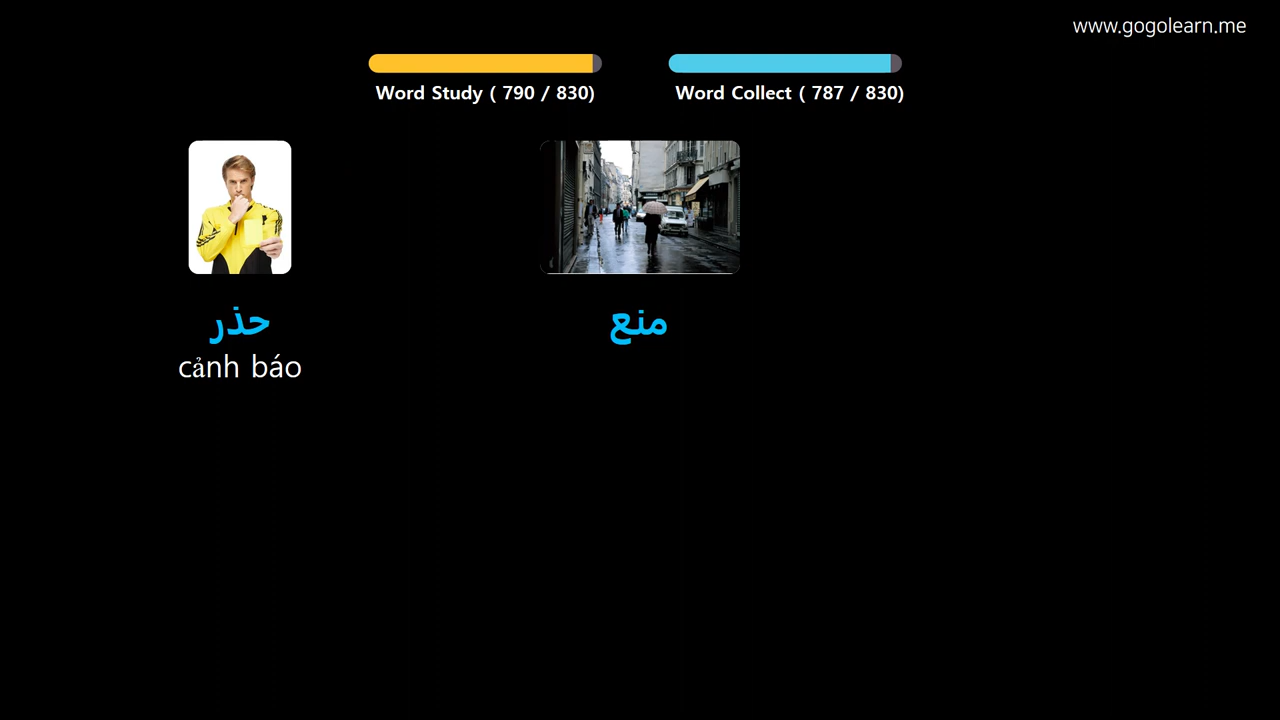 www.gogolearn.me
Word Study ( 790 / 830)
Word Collect ( 787 / 830)
حذر
cảnh báo
منع